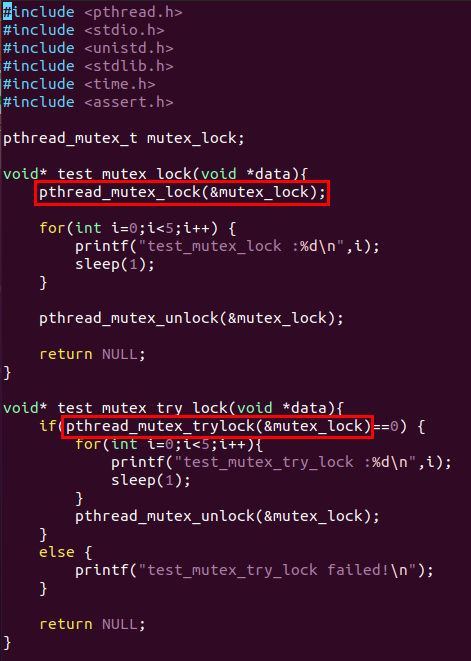 #include <pthread.h>
#include <stdio.h>
#include <unistd.h>
#include <stdlib.h>
#include <time.h>
#include <assert.h>
pthread_mutex_t mutex_lock;
void* test_mutex_lock(void *data){
    pthread_mutex_lock(&mutex_lock);
    for(int i=0;i<5;i++) {
        printf("test_mutex_lock :%d\n",i);
        sleep(1);
    }
    pthread_mutex_unlock(&mutex_lock);
    return NULL;
}
void* test_mutex_try_lock(void *data){
    if(pthread_mutex_trylock(&mutex_lock)==0) {
        for(int i=0;i<5;i++){
            printf("test_mutex_try_lock :%d\n",i);
            sleep(1);
        }
        pthread_mutex_unlock(&mutex_lock);
    }
    else {
        printf("test_mutex_try_lock failed!\n");
    }
    return NULL;
}